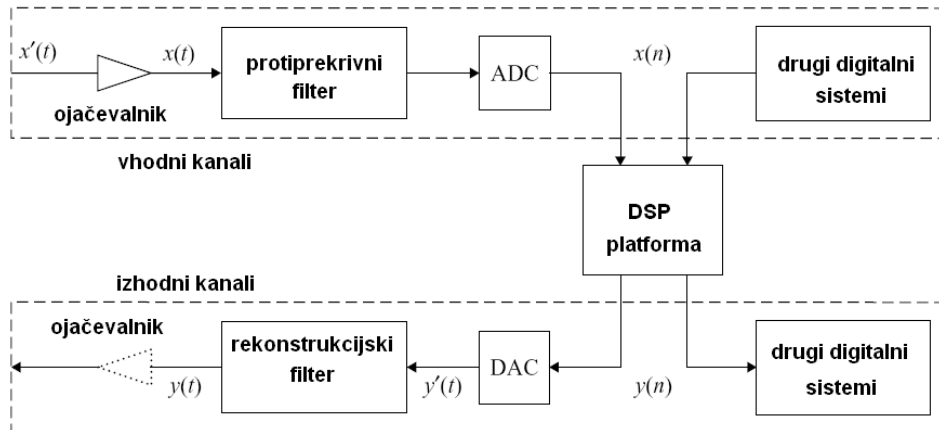 x′(t)
x(t)
protiprekrivni
filter
ADC
x(n)
drugi digitalni
sistemi
ojačevalnik
vhodni kanali
DSP
platforma
izhodni kanali
ojačevalnik
rekonstrukcijski
filter
DAC
drugi digitalni
sistemi
y(t)
y′(t)
y(n)